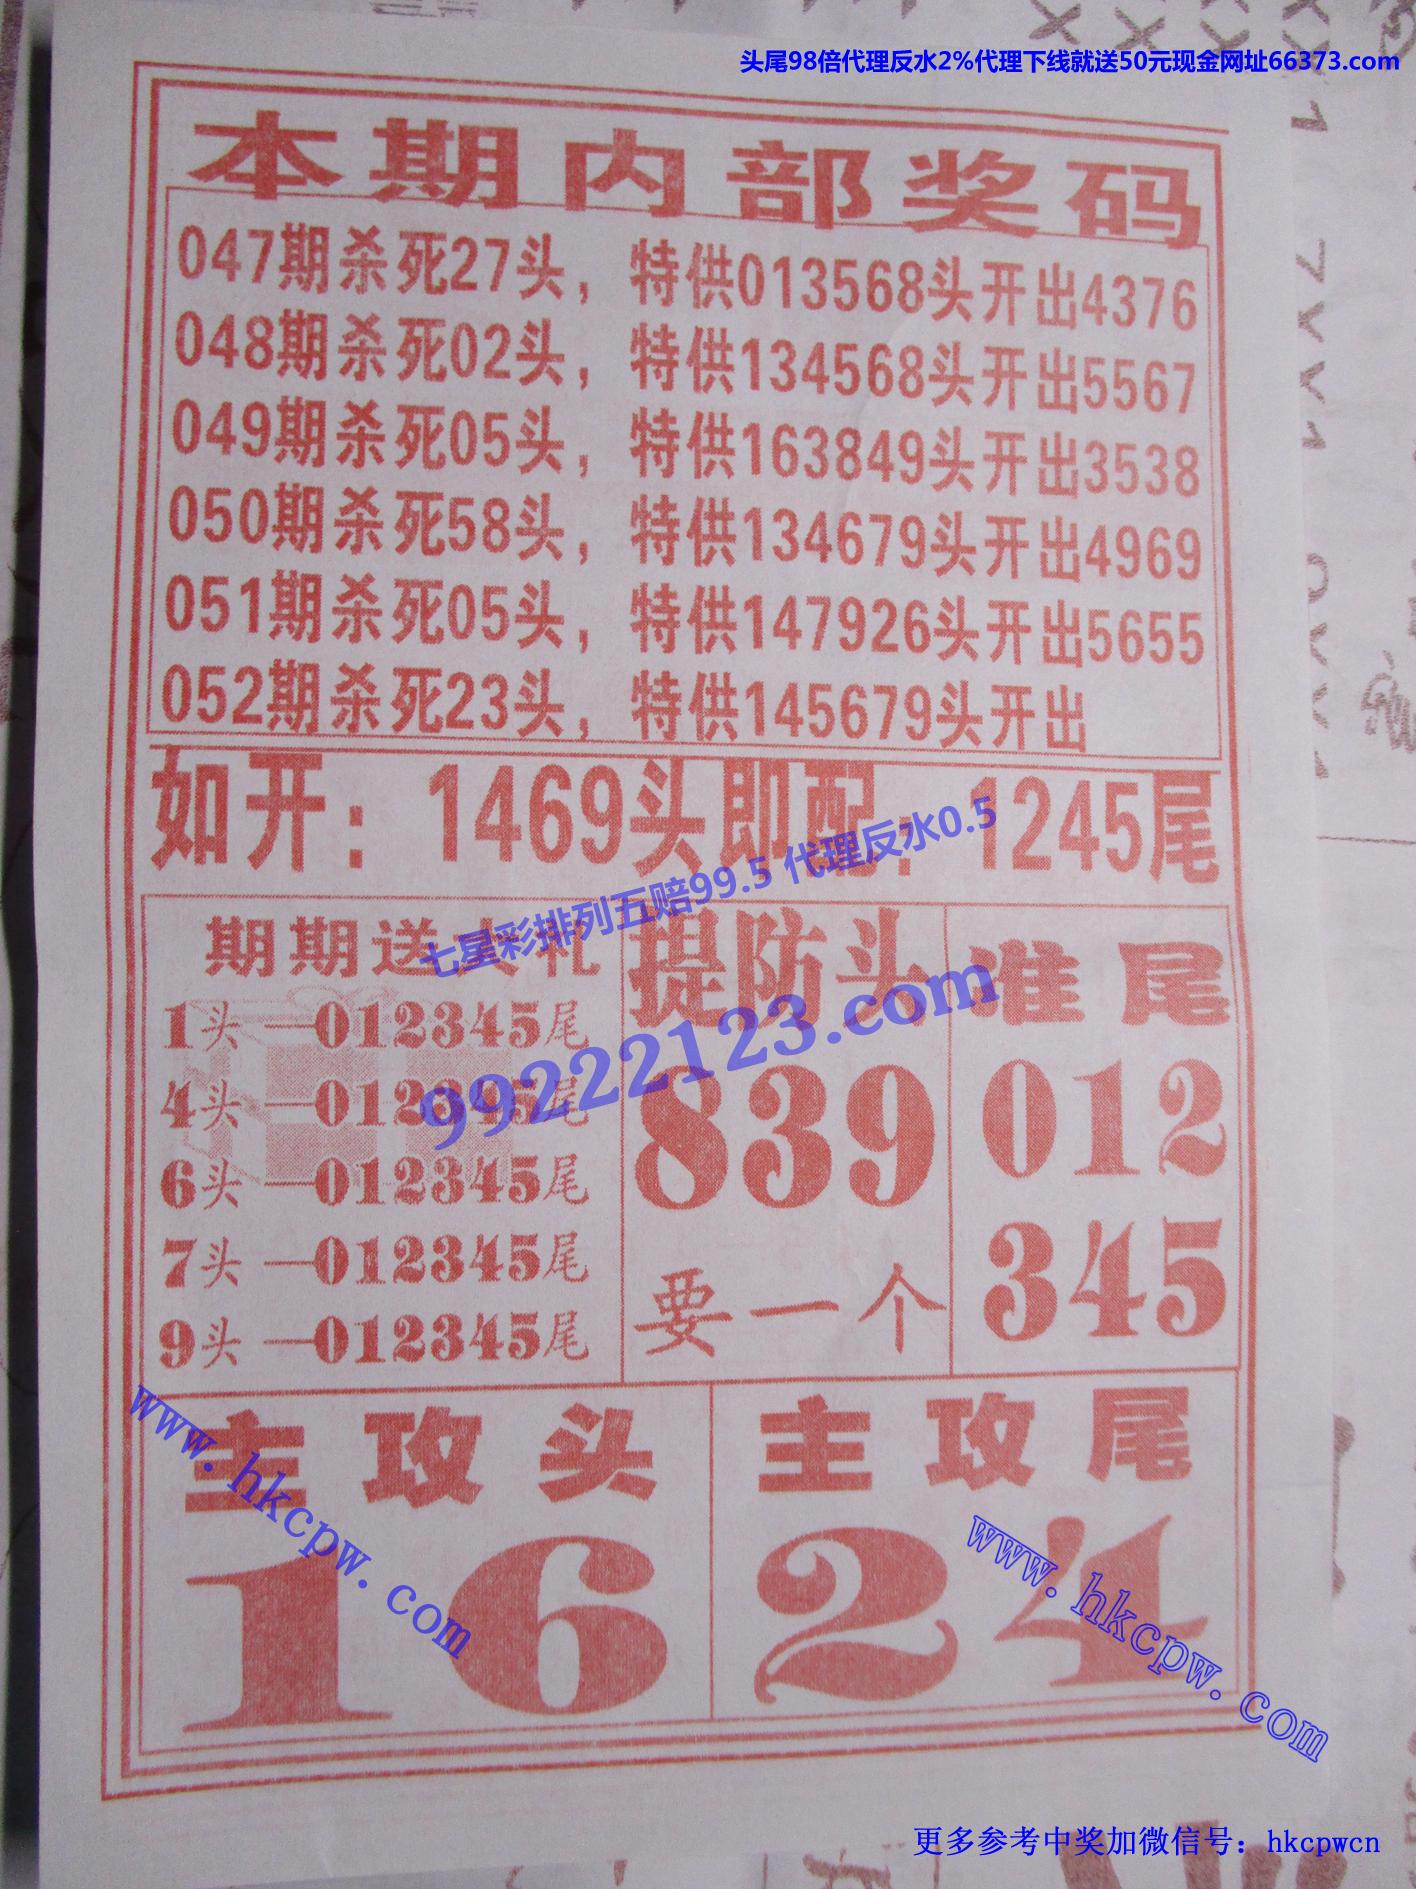 头尾98倍代理反水2%代理下线就送50元现金网址66373.com
本期内部奖码
047期杀死27头，特供013568头开出4376
048期杀死02头，特供134568头开出5567
049期杀死05头，特供163849头开出3538
050期杀死58头，特供134679头开出4969
051期杀死05头，特供147926头开出5655
052期杀死23头，特供145679头开出
如开：1469头即配：1245尾
七星彩排列五赔99.5 代理反水0.5
99222123.com
期期送大礼
1头—012345尾
4头—012345尾
6头—012345尾
7头—012345尾
9头—012345尾
提防头
839
要一个
准尾
012
345
主攻头
16
主攻尾
24
www.hkcpw.com
www.hkcpw.com
更多参考中奖加微信号：hkcpwcn